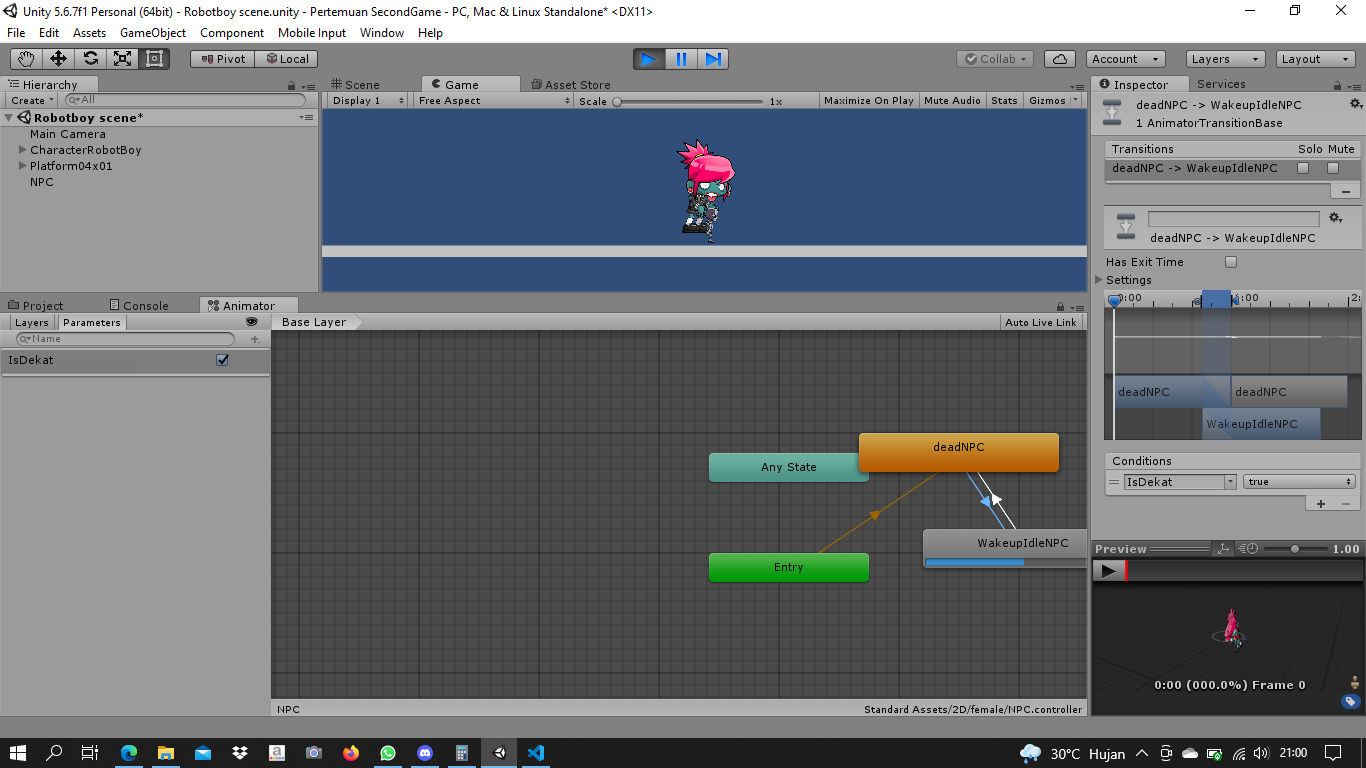 Unity 5.6.7f1 Personal (64bit) - Robotboy scene.unity - Pertemuan SecondGame - PC, Mac & Linux Standalone* <DX11>
File Edit Assets GameObject Component Mobile Input Window Help
Pivot Local Collab Account Layers Layout
Hierarchy
Create All
Robotboy scene*
Main Camera
CharacterRobotBoy
Platform04x01
NPC
Scene Game Asset Store
Display 1 Free Aspect Scale 1x Maximize On Play Mute Audio Stats Gizmos
Project Console Animator
Layers Parameters
Name
IsDekat
Base Layer Auto Live Link
deadNPC
Any State
WakeupIdleNPC
Entry
NPC Standard Assets/2D/female/NPC.controller
Inspector Services
deadNPC -> WakeupIdleNPC
1 AnimatorTransitionBase
Transitions Solo Mute
deadNPC -> WakeupIdleNPC
deadNPC -> WakeupIdleNPC
Has Exit Time
Settings
0:00 1:00 2:
deadNPC deadNPC
WakeupIdleNPC
Conditions
IsDekat true
Preview 1.00
0:00 (000.0%) Frame 0
30°C Hujan 21:00